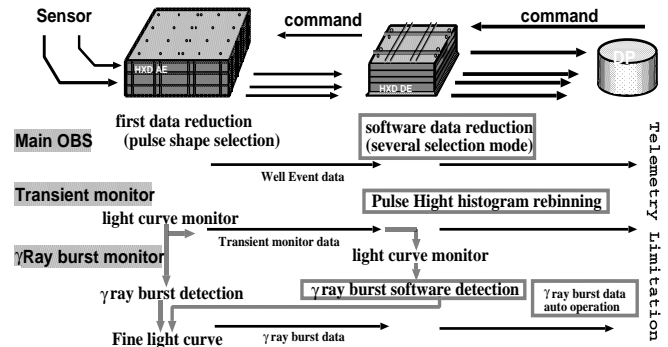 Sensor
command
command
HXD AE
HXD DE
DP
first data reduction
(pulse shape selection)
software data reduction
(several selection mode)
Main OBS
Well Event data
Transient monitor
Pulse Hight histogram rebinning
light curve monitor
Transient monitor data
light curve monitor
γRay burst monitor
γ ray burst detection
γ ray burst software detection
γ ray burst data
auto operation
Fine light curve
γ ray burst data
Telemetry Limitation